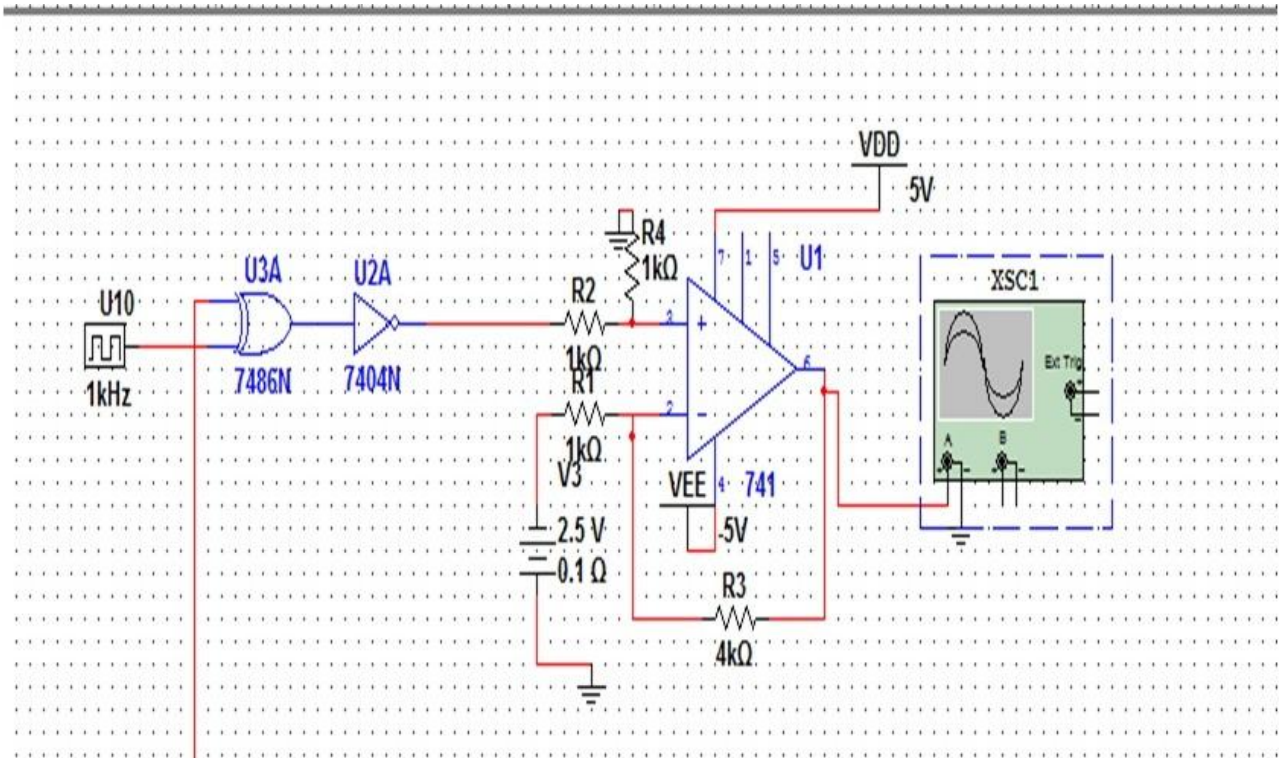 VDD
5V
R4
1kΩ
7
1
5
U1
U3A
U2A
XSC1
U10
R2
3
+
1kΩ
7486N
7404N
1kHz
R1
6
Ext Trig
+
-
2
-
1kΩ
A
B
+
-
+
-
V3
VEE
4
741
2.5 V
-5V
0.1 Ω
R3
4kΩ